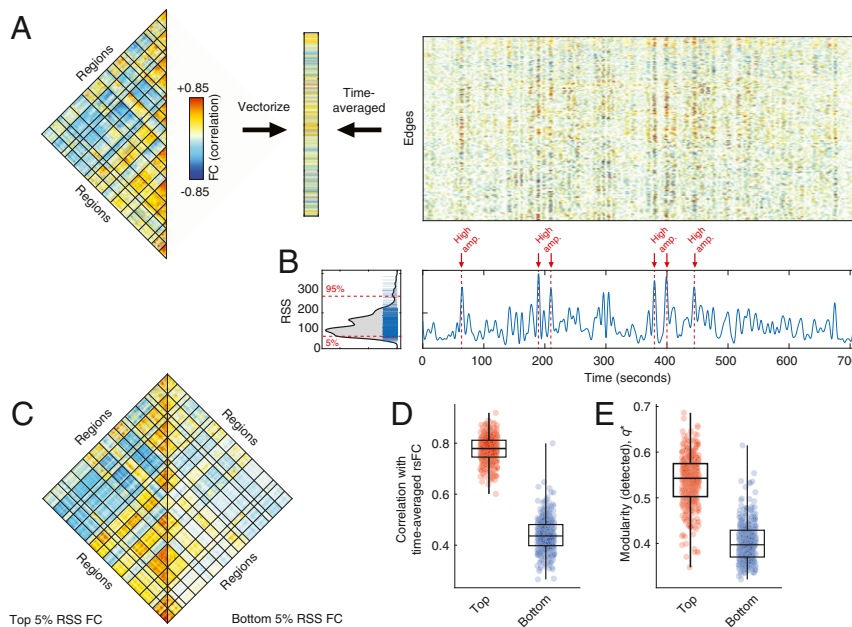 A
Regions
Regions
+0.85
FC (correlation)
-0.85
Vectorize
Time-
averaged
Edges
High
amp.
High
amp.
High
amp.
High
amp.
B
RSS
300
200
100
0
95%
5%
0
100
200
300
400
500
600
700
Time (seconds)
C
Regions
Regions
Regions
Regions
Top 5% RSS FC
Bottom 5% RSS FC
D
Correlation with
time-averaged rsFC
0.8
0.6
0.4
Top
Bottom
E
Modularity (detected), q*
0.7
0.6
0.5
0.4
Top
Bottom